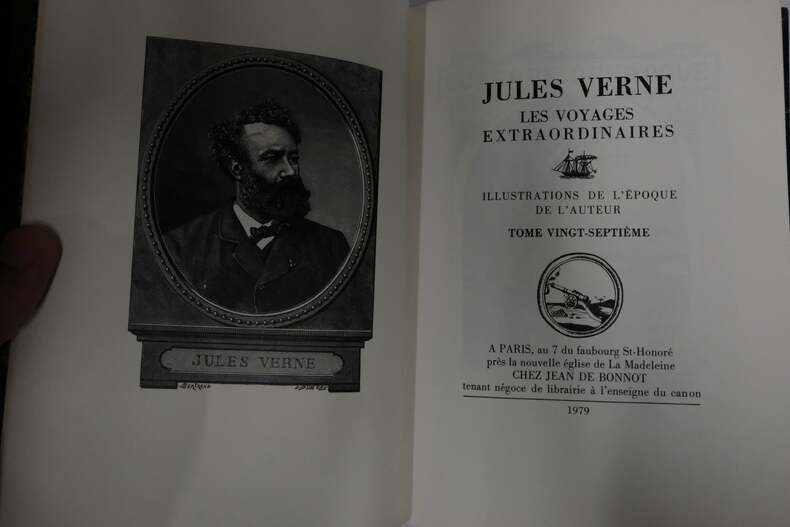 JULES VERNE
JULES VERNE
LES VOYAGES
EXTRAORDINAIRES
ILLUSTRATIONS DE L'ÉPOQUE
DE L'AUTEUR
TOME VINGT-SEPTIÈME
A PARIS, au 7 du faubourg St-Honoré
près la nouvelle église de La Madeleine
CHEZ JEAN DE BONNOT
tenant négoce de librairie à l'enseigne du canon
1979